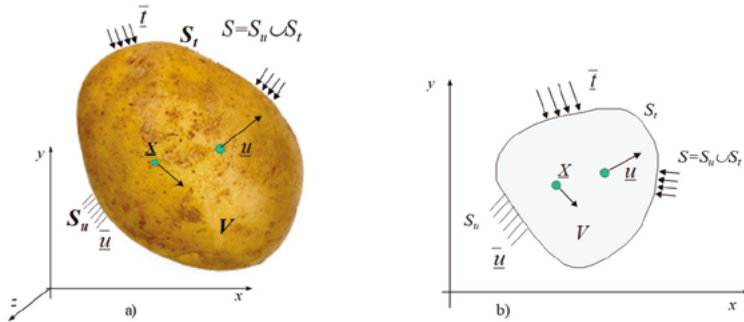 t̅
S_t
S=S_u∪S_t
y
X
u
S_u
u̅
V
z
x
a)
y
t̅
S_t
X
u
S=S_u∪S_t
S_u
V
u̅
x
b)